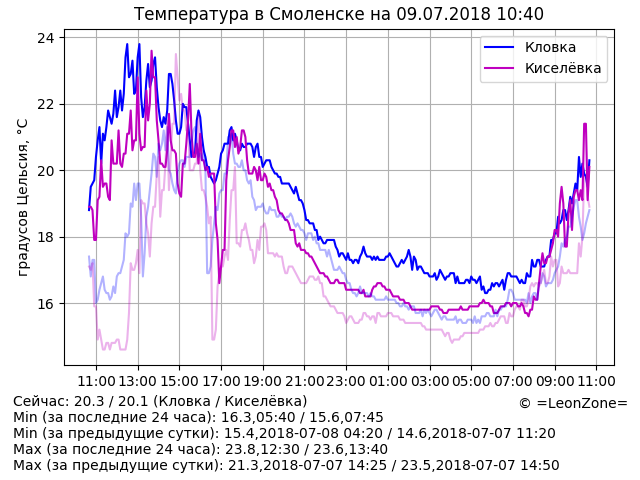 Температура в Смоленске на 09.07.2018 10:40
Кловка
Киселёвка
градусов Цельсия, °C
24
22
20
18
16
11:00 13:00 15:00 17:00 19:00 21:00 23:00 01:00 03:00 05:00 07:00 09:00 11:00
Сейчас: 20.3 / 20.1 (Кловка / Киселёвка)
© =LeonZone=
Min (за последние 24 часа): 16.3,05:40 / 15.6,07:45
Min (за предыдущие сутки): 15.4,2018-07-08 04:20 / 14.6,2018-07-07 11:20
Max (за последние 24 часа): 23.8,12:30 / 23.6,13:40
Max (за предыдущие сутки): 21.3,2018-07-07 14:25 / 23.5,2018-07-07 14:50